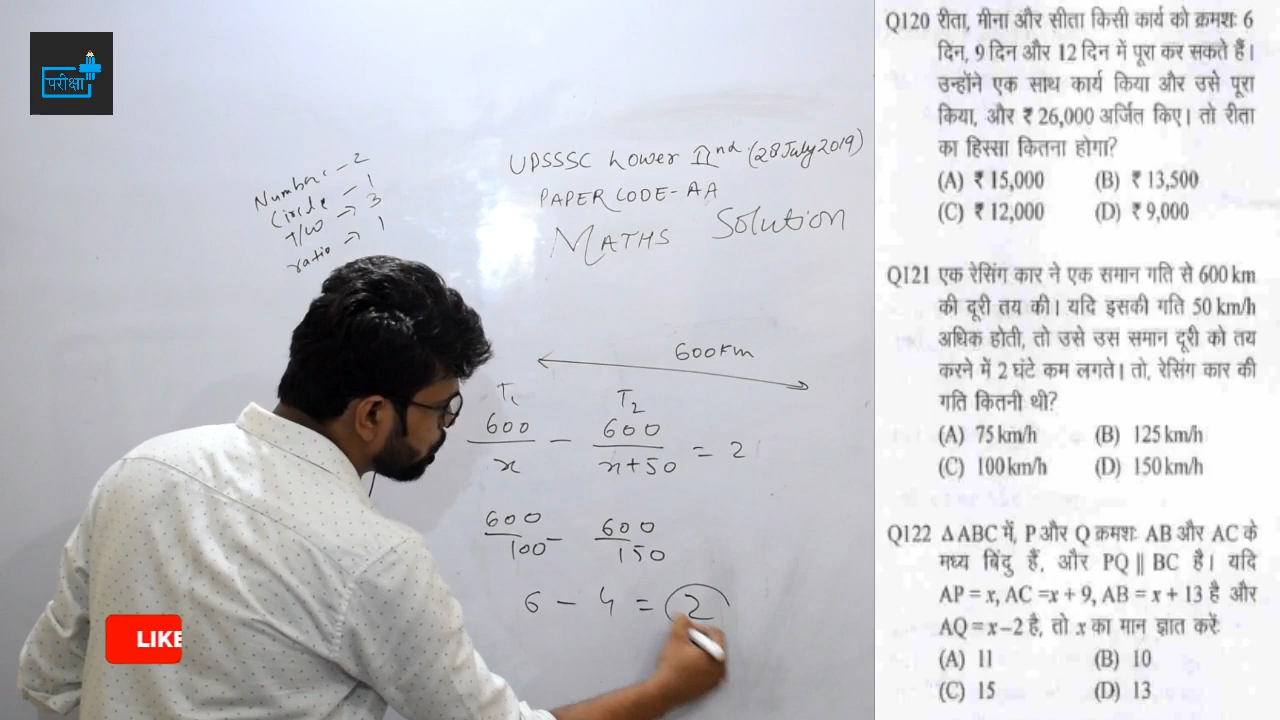 परीक्षा
Number - 2
Circle - 1
T/W → 3
ratio → 1
UPSSSC Lower IInd (28 July 2019)
PAPER CODE - AA
MATHS Solution
600 Km
T1 T2
600/x - 600/x+50 = 2
600/100 - 600/150
6 - 4 = 2
LIKE
Q120 रीता, मीना और सीता किसी कार्य को क्रमशः 6
दिन, 9 दिन और 12 दिन में पूरा कर सकते हैं।
उन्होंने एक साथ कार्य किया और उसे पूरा
किया, और ₹ 26,000 अर्जित किए। तो रीता
का हिस्सा कितना होगा?
(A) ₹ 15,000 (B) ₹ 13,500
(C) ₹ 12,000 (D) ₹ 9,000
Q121 एक रेसिंग कार ने एक समान गति से 600 km
की दूरी तय की। यदि इसकी गति 50 km/h
अधिक होती, तो उसे उस समान दूरी को तय
करने में 2 घंटे कम लगते। तो, रेसिंग कार की
गति कितनी थी?
(A) 75 km/h (B) 125 km/h
(C) 100 km/h (D) 150 km/h
Q122 Δ ABC में, P और Q क्रमशः AB और AC के
मध्य बिंदु हैं, और PQ || BC है। यदि
AP = x, AC = x + 9, AB = x + 13 है और
AQ = x – 2 है, तो x का मान ज्ञात करें:
(A) 11 (B) 10
(C) 15 (D) 13